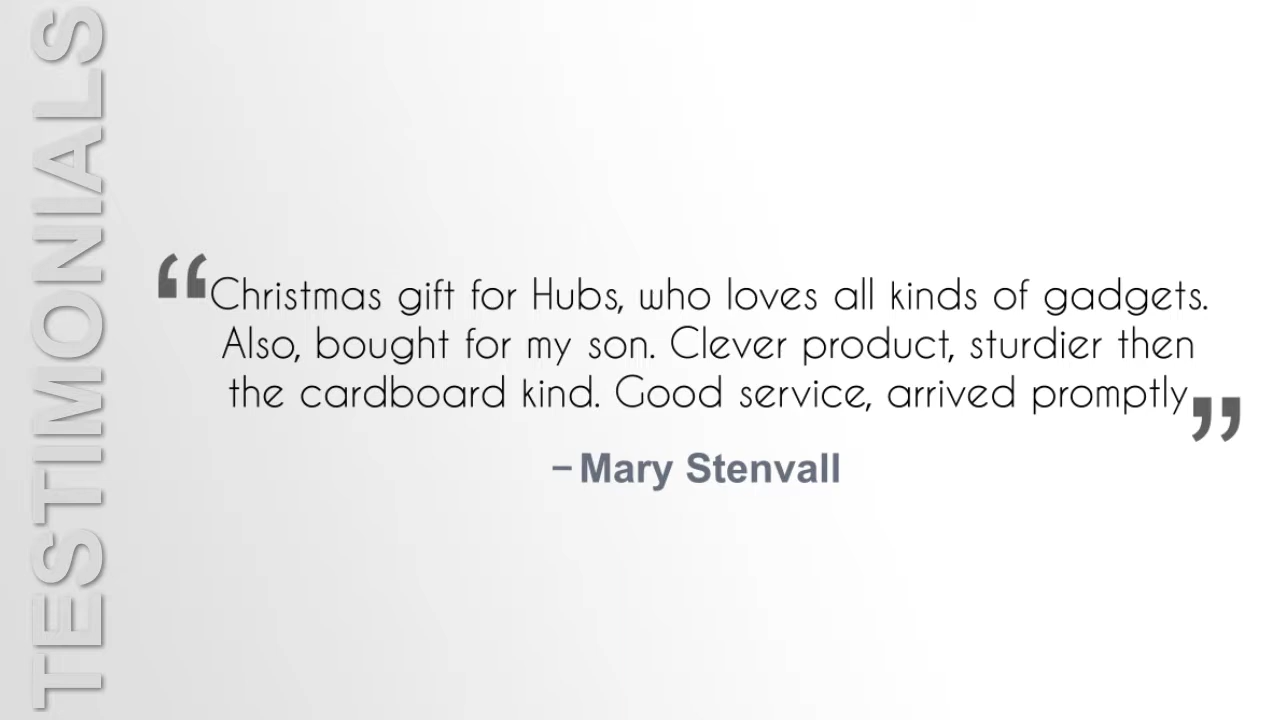 TESTIMONIALS
“Christmas gift for Hubs, who loves all kinds of gadgets.
Also, bought for my son. Clever product, sturdier then
the cardboard kind. Good service, arrived promptly”
– Mary Stenvall